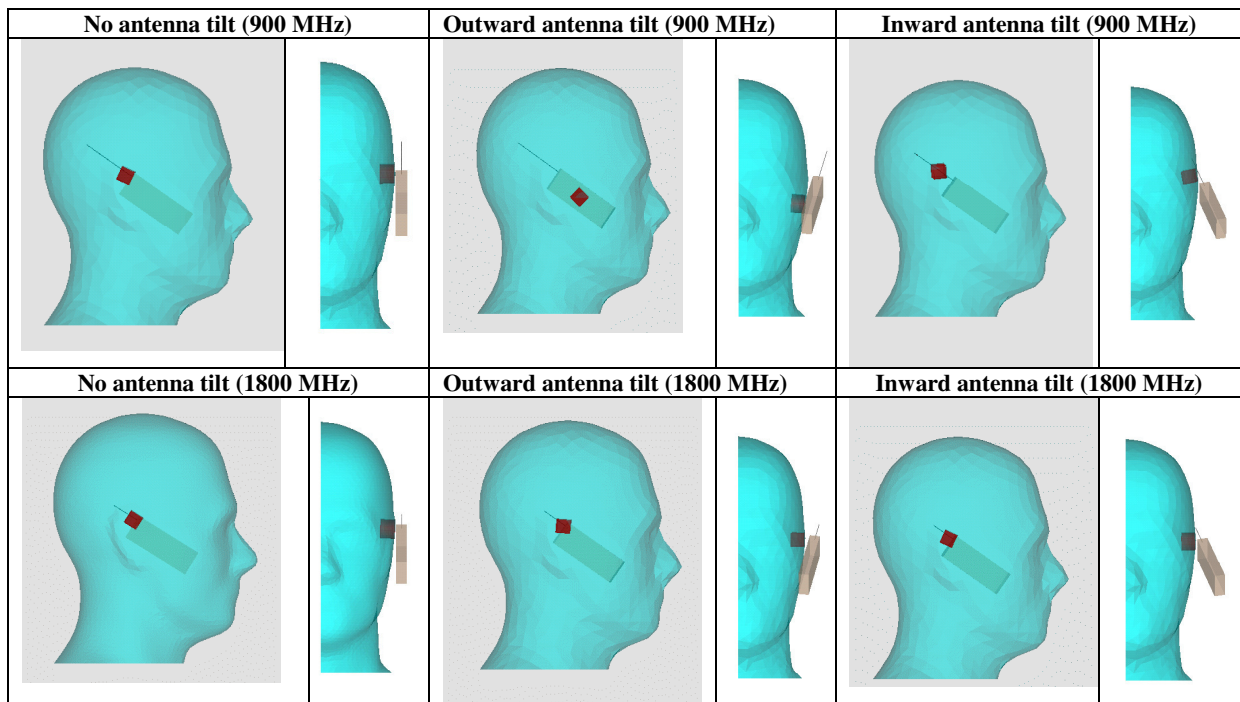 No antenna tilt (900 MHz)
Outward antenna tilt (900 MHz)
Inward antenna tilt (900 MHz)
No antenna tilt (1800 MHz)
Outward antenna tilt (1800 MHz)
Inward antenna tilt (1800 MHz)